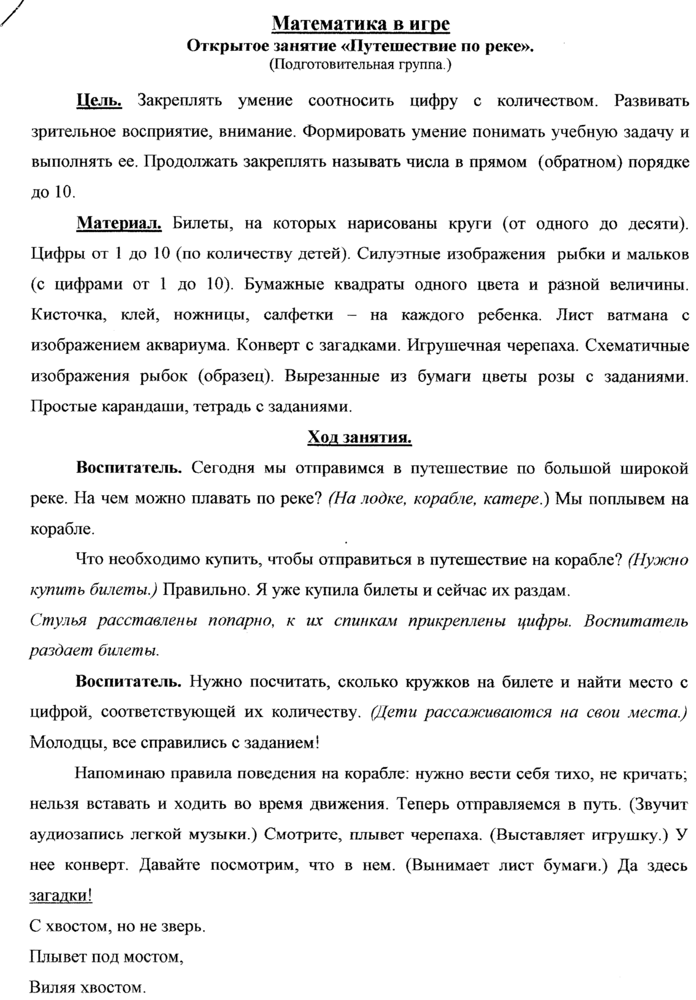 Математика в игре
Открытое занятие «Путешествие по реке».
(Подготовительная группа.)
Цель. Закреплять умение соотносить цифру с количеством. Развивать
зрительное восприятие, внимание. Формировать умение понимать учебную задачу и
выполнять ее. Продолжать закреплять называть числа в прямом (обратном) порядке
до 10.
Материал. Билеты, на которых нарисованы круги (от одного до десяти).
Цифры от 1 до 10 (по количеству детей). Силуэтные изображения рыбки и мальков
(с цифрами от 1 до 10). Бумажные квадраты одного цвета и разной величины.
Кисточка, клей, ножницы, салфетки – на каждого ребенка. Лист ватмана с
изображением аквариума. Конверт с загадками. Игрушечная черепаха. Схематичные
изображения рыбок (образец). Вырезанные из бумаги цветы розы с заданиями.
Простые карандаши, тетрадь с заданиями.
Ход занятия.
Воспитатель. Сегодня мы отправимся в путешествие по большой широкой
реке. На чем можно плавать по реке? (На лодке, корабле, катере.) Мы поплывем на
корабле.
Что необходимо купить, чтобы отправиться в путешествие на корабле? (Нужно
купить билеты.) Правильно. Я уже купила билеты и сейчас их раздам.
Стулья расставлены попарно, к их спинкам прикреплены цифры. Воспитатель
раздает билеты.
Воспитатель. Нужно посчитать, сколько кружков на билете и найти место с
цифрой, соответствующей их количеству. (Дети рассаживаются на свои места.)
Молодцы, все справились с заданием!
Напоминаю правила поведения на корабле: нужно вести себя тихо, не кричать;
нельзя вставать и ходить во время движения. Теперь отправляемся в путь. (Звучит
аудиозапись легкой музыки.) Смотрите, плывет черепаха. (Выставляет игрушку.) У
нее конверт. Давайте посмотрим, что в нем. (Вынимает лист бумаги.) Да здесь
загадки!
С хвостом, но не зверь.
Плывет под мостом,
Виляя хвостом.